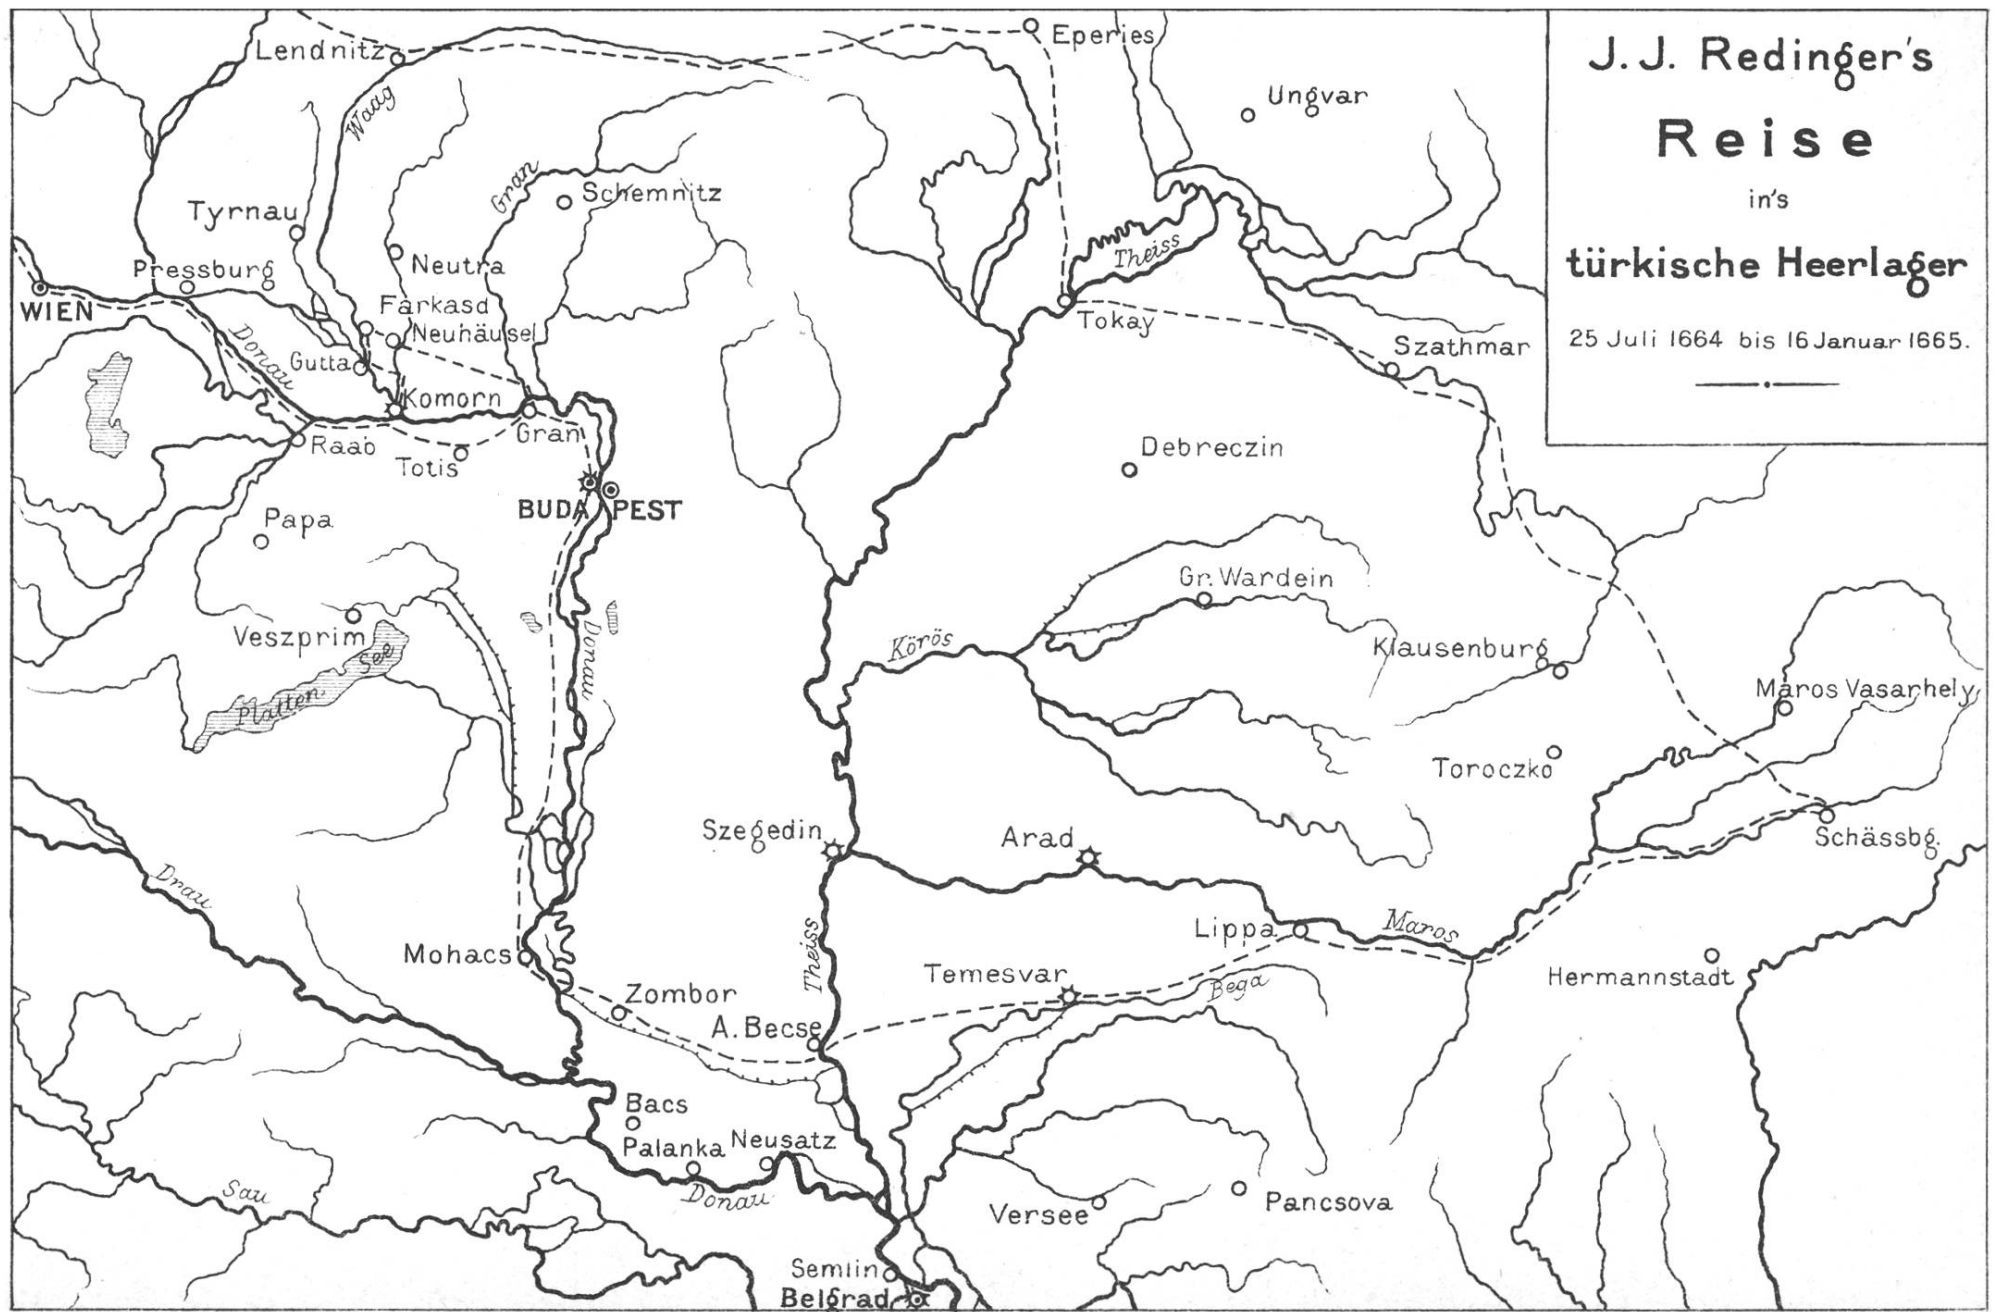 J. J. Redinger's
Reise
in's
türkische Heerlager
25 Juli 1664 bis 16 Januar 1665.
Lendnitz
Eperies
Waag
Ungvar
Gran
Schemnitz
Tyrnau
Theiss
Pressburg
Neutra
WIEN
Farkasd
Neuhäusel
Tokay
Donau
Gutta
Szathmar
Komorn
Raab
Gran
Totis
Debreczin
BUDA PEST
Papa
Gr. Wardein
Veszprim
Platten See
Donau
Körös
Klausenburg
Maros Vasarhely
Toroczko
Szegedin
Arad
Schässbg.
Drau
Lippa
Maros
Mohacs
Theiss
Temesvar
Bega
Hermannstadt
Zombor
A. Becse
Bacs
Palanka
Neusatz
Sau
Donau
Versee
Pancsova
Semlin
Belgrad